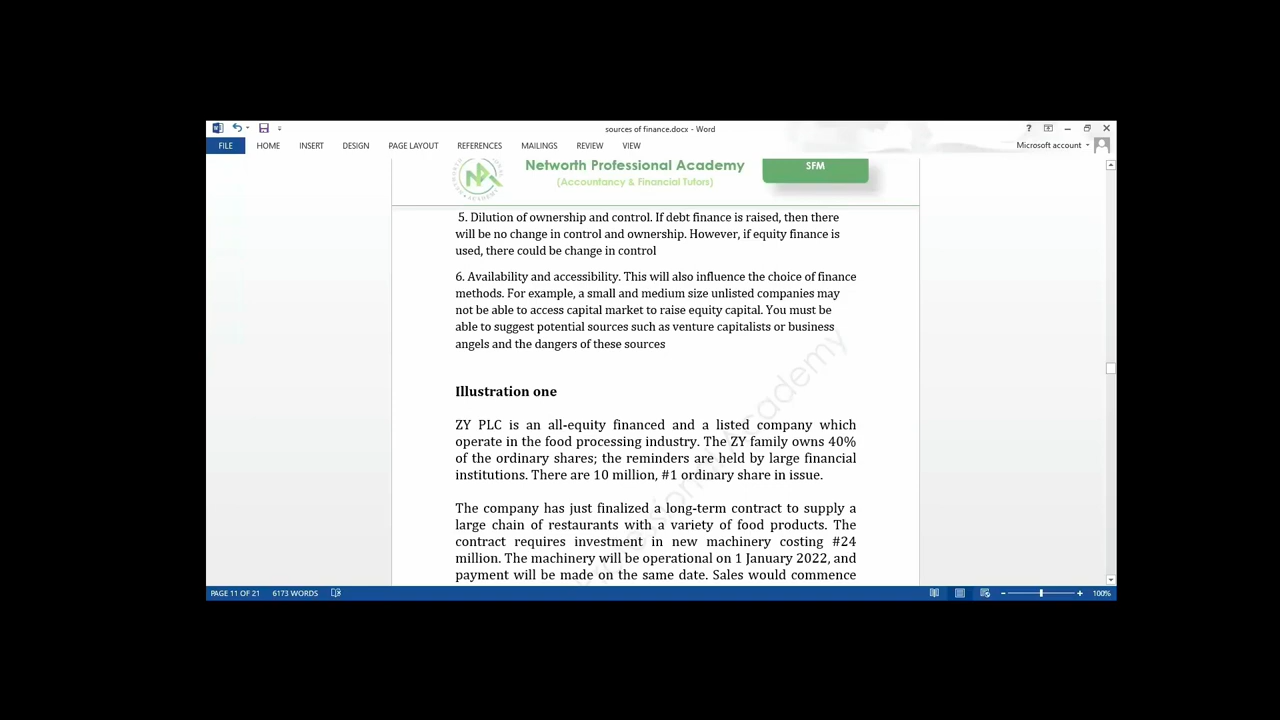 sources of finance.docx - Word
FILE HOME INSERT DESIGN PAGE LAYOUT REFERENCES MAILINGS REVIEW VIEW Microsoft account
Networth Professional Academy
(Accountancy & Financial Tutors)
SFM
5. Dilution of ownership and control. If debt finance is raised, then there
will be no change in control and ownership. However, if equity finance is
used, there could be change in control
6. Availability and accessibility. This will also influence the choice of finance
methods. For example, a small and medium size unlisted companies may
not be able to access capital market to raise equity capital. You must be
able to suggest potential sources such as venture capitalists or business
angels and the dangers of these sources
Illustration one
ZY PLC is an all-equity financed and a listed company which
operate in the food processing industry. The ZY family owns 40%
of the ordinary shares; the reminders are held by large financial
institutions. There are 10 million, #1 ordinary share in issue.
The company has just finalized a long-term contract to supply a
large chain of restaurants with a variety of food products. The
contract requires investment in new machinery costing #24
million. The machinery will be operational on 1 January 2022, and
payment will be made on the same date. Sales would commence
PAGE 11 OF 21 6173 WORDS 100%